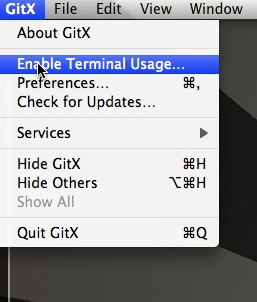 GitX File Edit View Window
About GitX
Enable Terminal Usage...
Preferences... ⌘,
Check for Updates...
Services ▶
Hide GitX ⌘H
Hide Others ⌥⌘H
Show All
Quit GitX ⌘Q